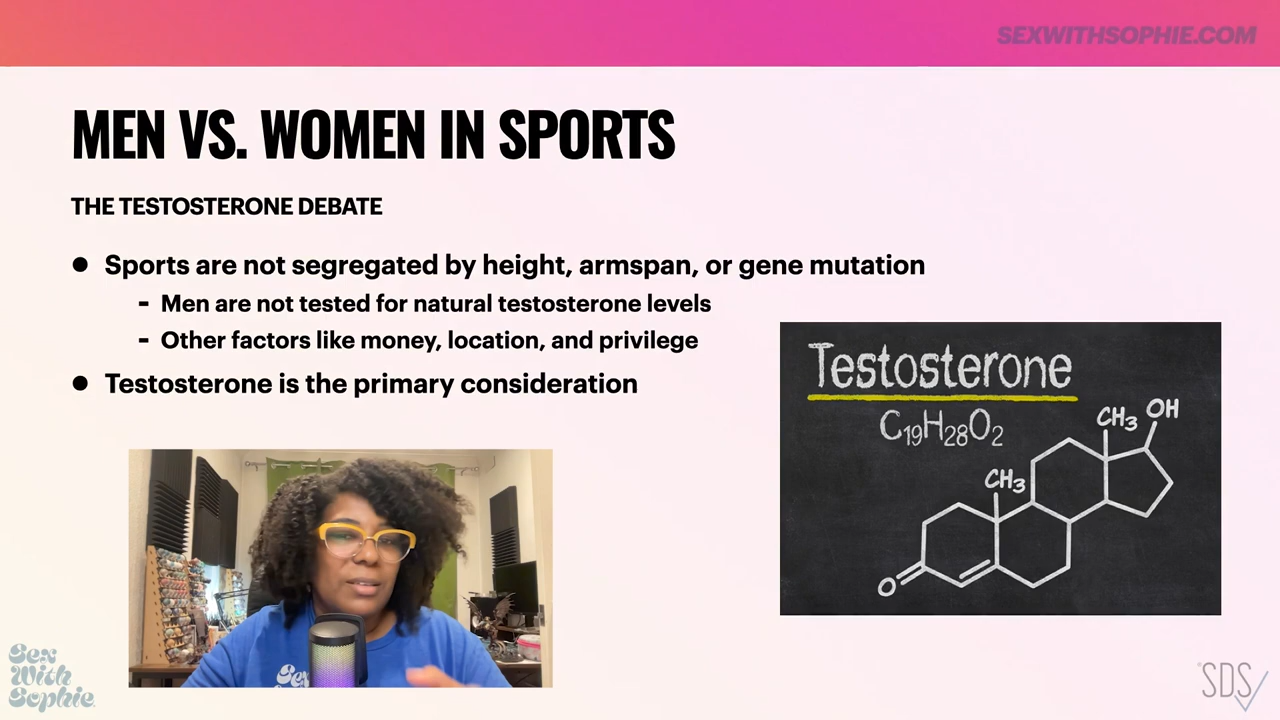 SEXWITHSOPHIE.COM
MEN VS. WOMEN IN SPORTS
THE TESTOSTERONE DEBATE
● Sports are not segregated by height, armspan, or gene mutation
- Men are not tested for natural testosterone levels
- Other factors like money, location, and privilege
● Testosterone is the primary consideration
Testosterone
C19H28O2
CH3
OH
CH3
O
Sex
Sex
With
Sophie
SDS